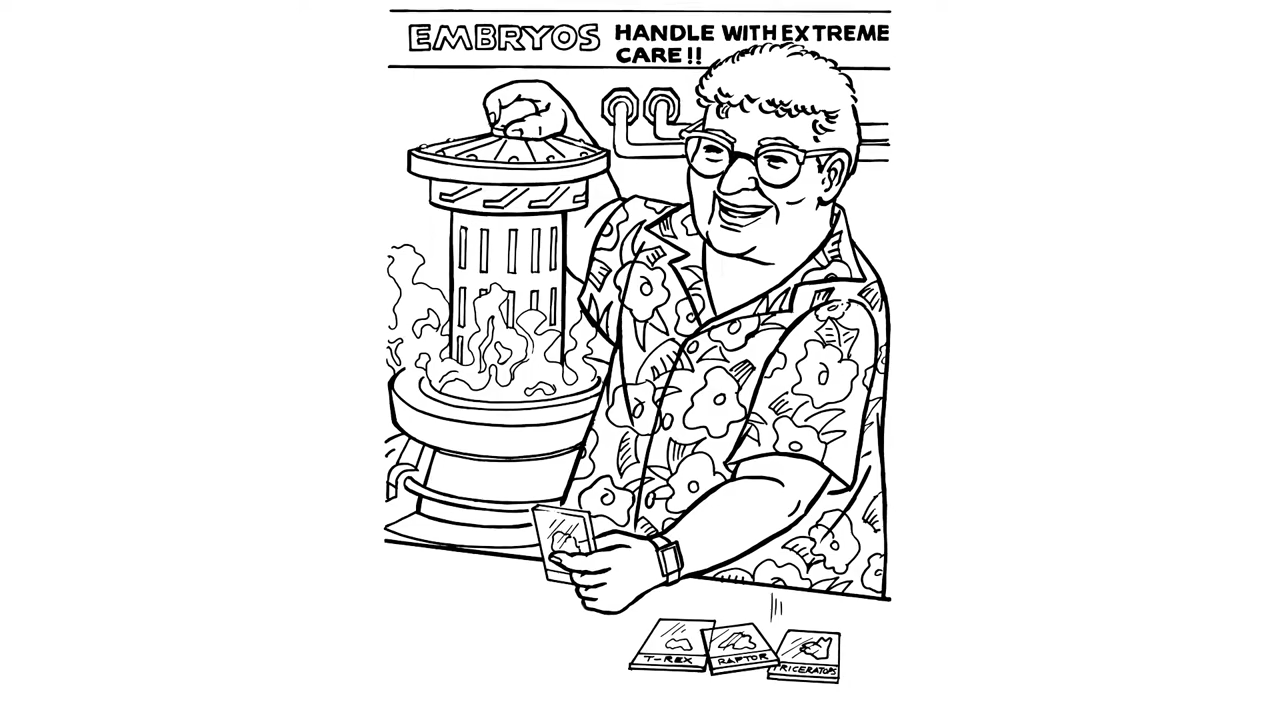 EMBRYOS HANDLE WITH EXTREME
CARE!!
T-REX
RAPTOR
TRICERATOPS